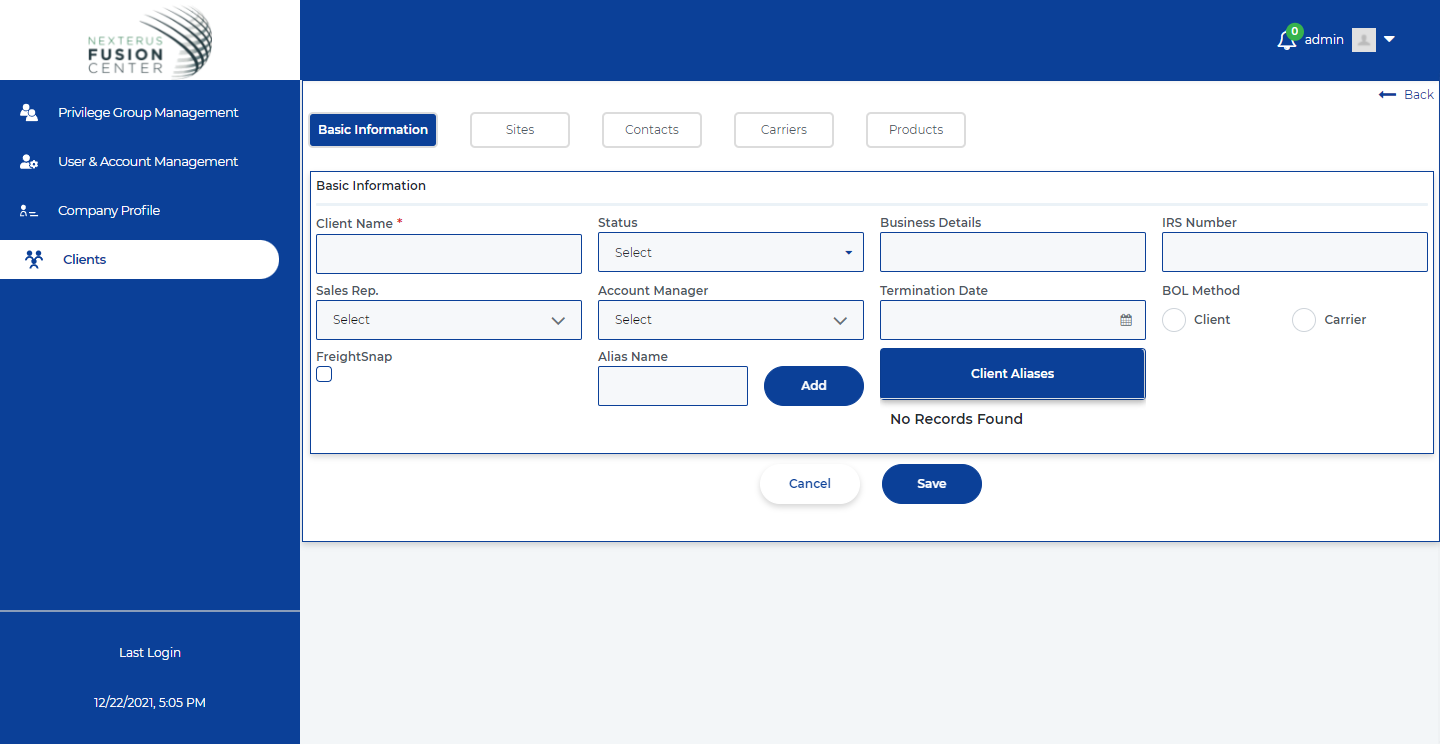 NEXTERUS
FUSION
CENTER
0
admin
Privilege Group Management
User & Account Management
Company Profile
Clients
Last Login
12/22/2021, 5:05 PM
Back
Basic Information
Sites
Contacts
Carriers
Products
Basic Information
Client Name *
Status
Business Details
IRS Number
Select
Sales Rep.
Account Manager
Termination Date
BOL Method
Select
Select
Client
Carrier
FreightSnap
Alias Name
Add
Client Aliases
No Records Found
Cancel
Save